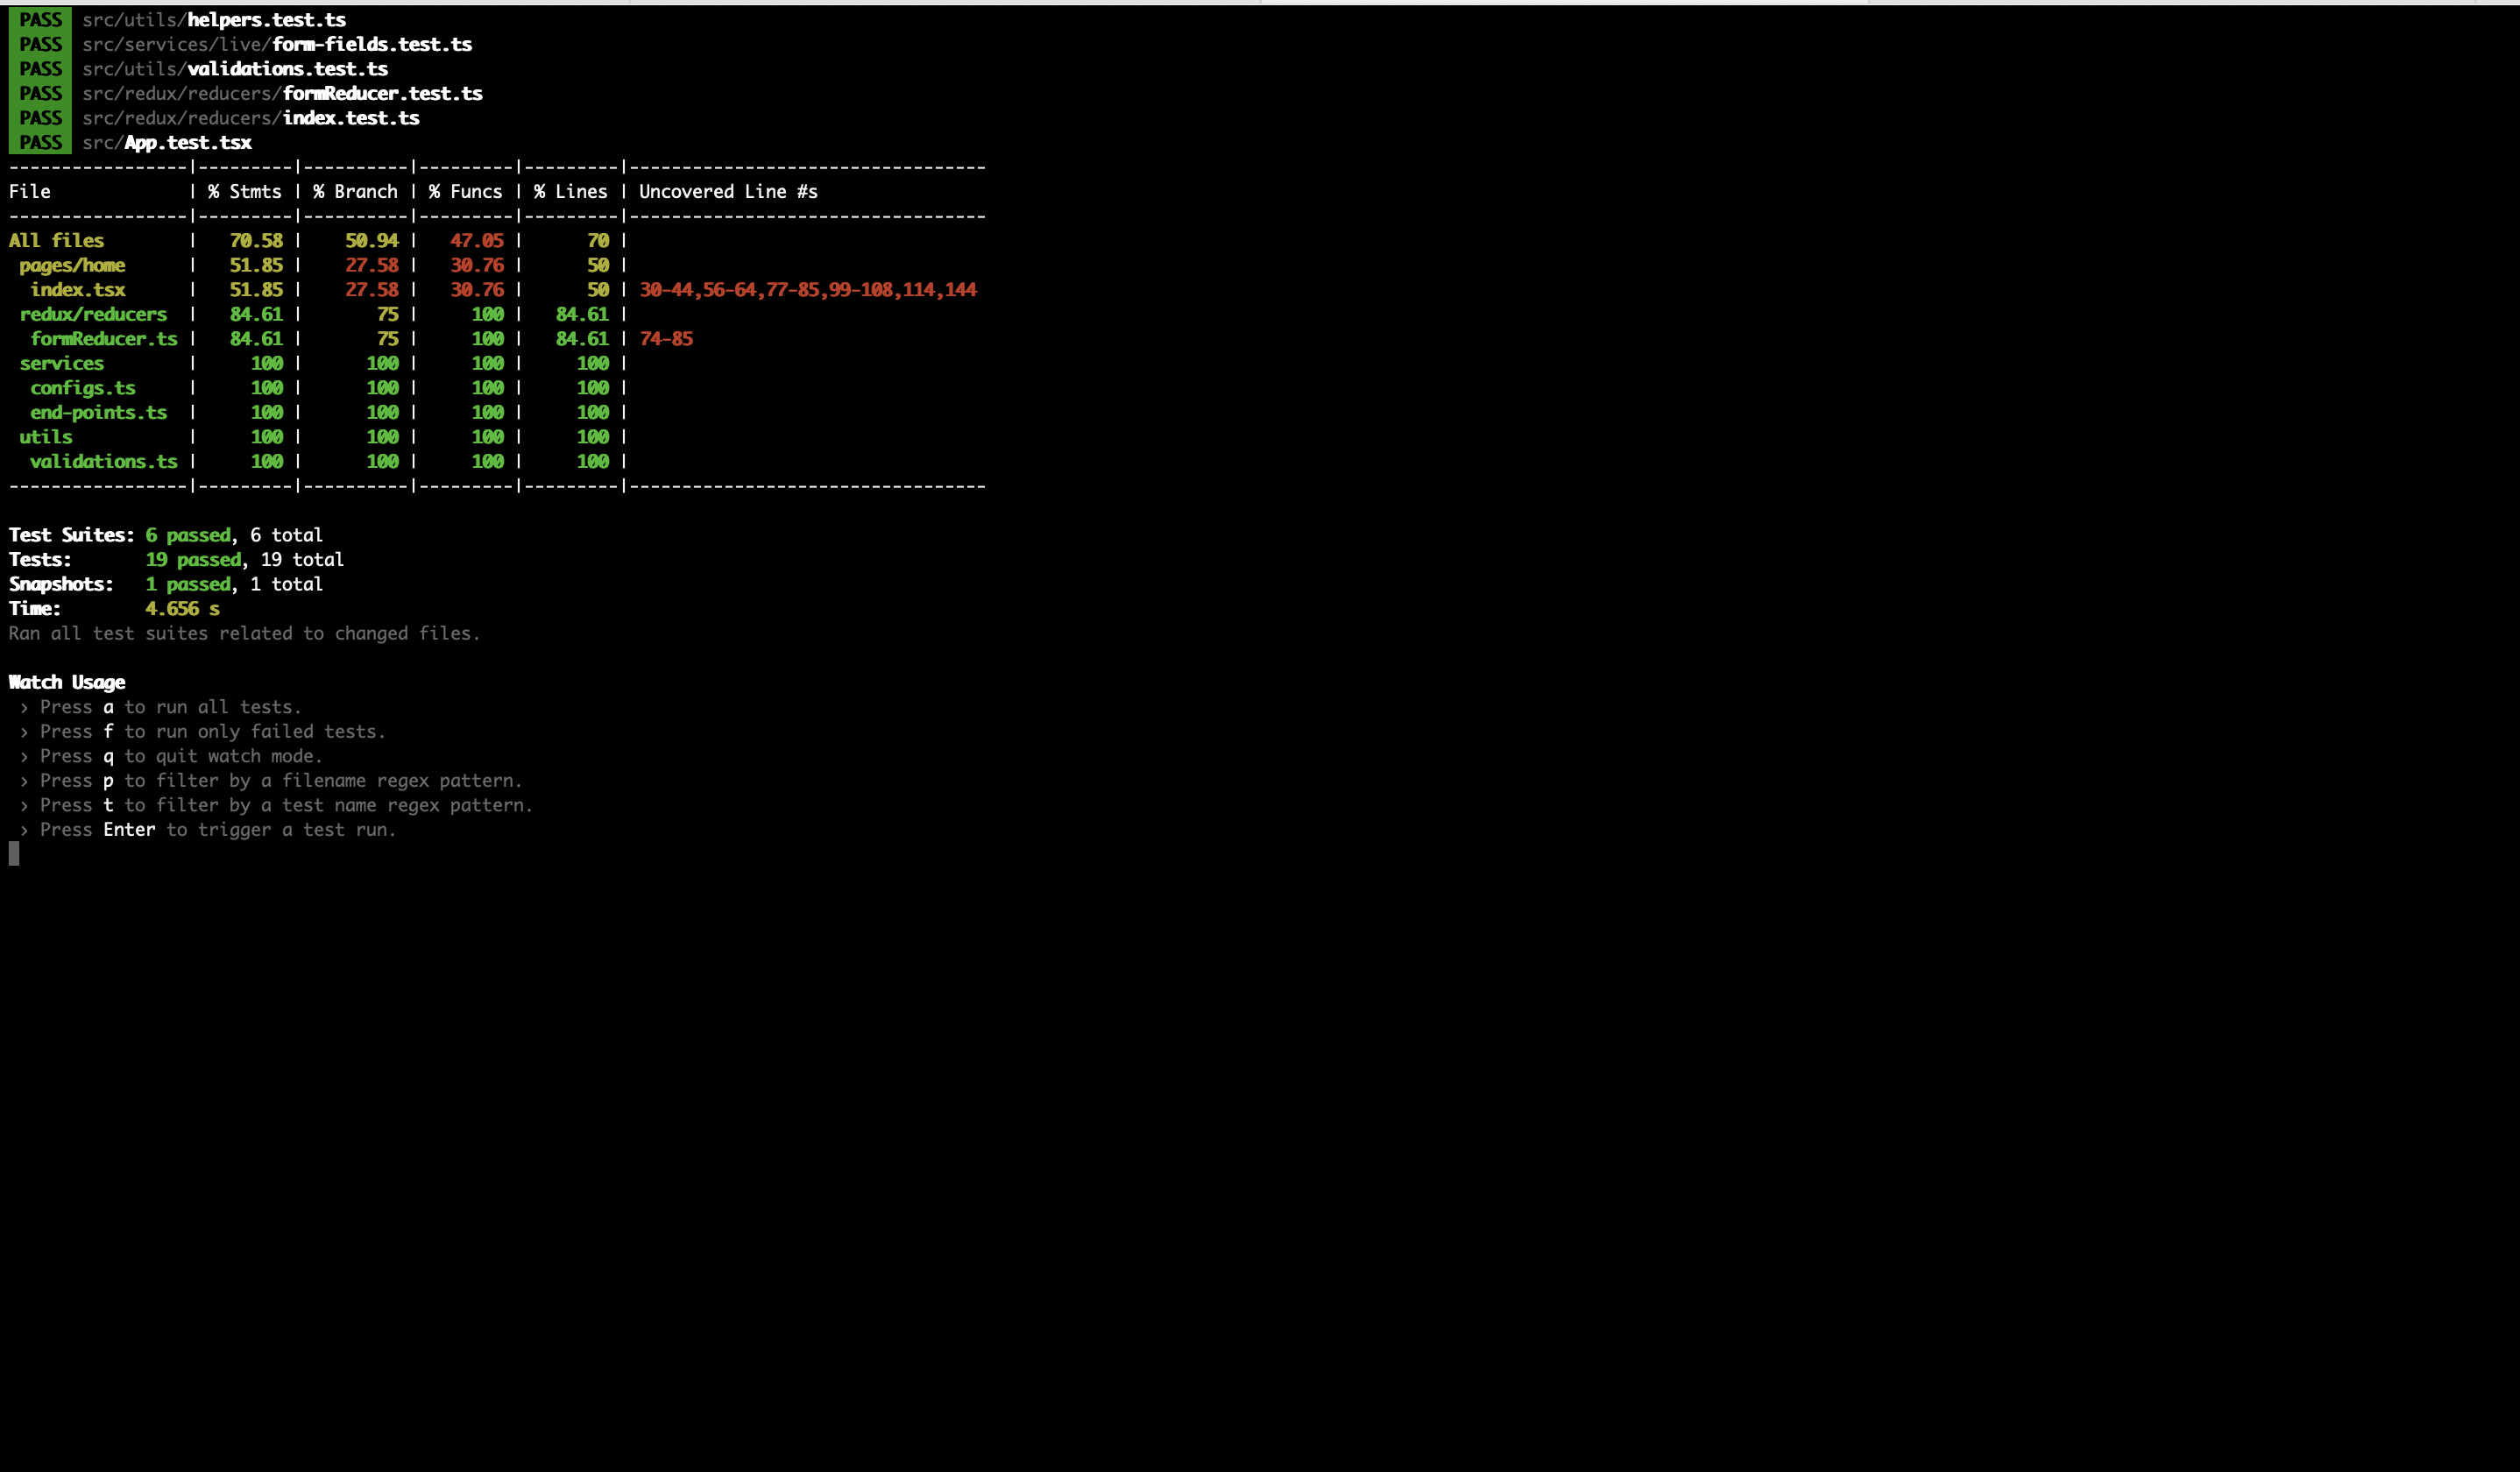 PASS src/utils/helpers.test.ts
PASS src/services/live/form-fields.test.ts
PASS src/utils/validations.test.ts
PASS src/redux/reducers/formReducer.test.ts
PASS src/redux/reducers/index.test.ts
PASS src/App.test.tsx
-----------------|---------|----------|---------|---------|----------------------------------
File             | % Stmts | % Branch | % Funcs | % Lines | Uncovered Line #s
-----------------|---------|----------|---------|---------|----------------------------------
All files        |   70.58 |    50.94 |   47.05 |      70 |
 pages/home      |   51.85 |    27.58 |   30.76 |      50 |
  index.tsx      |   51.85 |    27.58 |   30.76 |      50 | 30-44,56-64,77-85,99-108,114,144
 redux/reducers  |   84.61 |       75 |     100 |   84.61 |
  formReducer.ts |   84.61 |       75 |     100 |   84.61 | 74-85
 services        |     100 |      100 |     100 |     100 |
  configs.ts     |     100 |      100 |     100 |     100 |
  end-points.ts  |     100 |      100 |     100 |     100 |
 utils           |     100 |      100 |     100 |     100 |
  validations.ts |     100 |      100 |     100 |     100 |
-----------------|---------|----------|---------|---------|----------------------------------
Test Suites: 6 passed, 6 total
Tests:       19 passed, 19 total
Snapshots:   1 passed, 1 total
Time:        4.656 s
Ran all test suites related to changed files.
Watch Usage
 › Press a to run all tests.
 › Press f to run only failed tests.
 › Press q to quit watch mode.
 › Press p to filter by a filename regex pattern.
 › Press t to filter by a test name regex pattern.
 › Press Enter to trigger a test run.